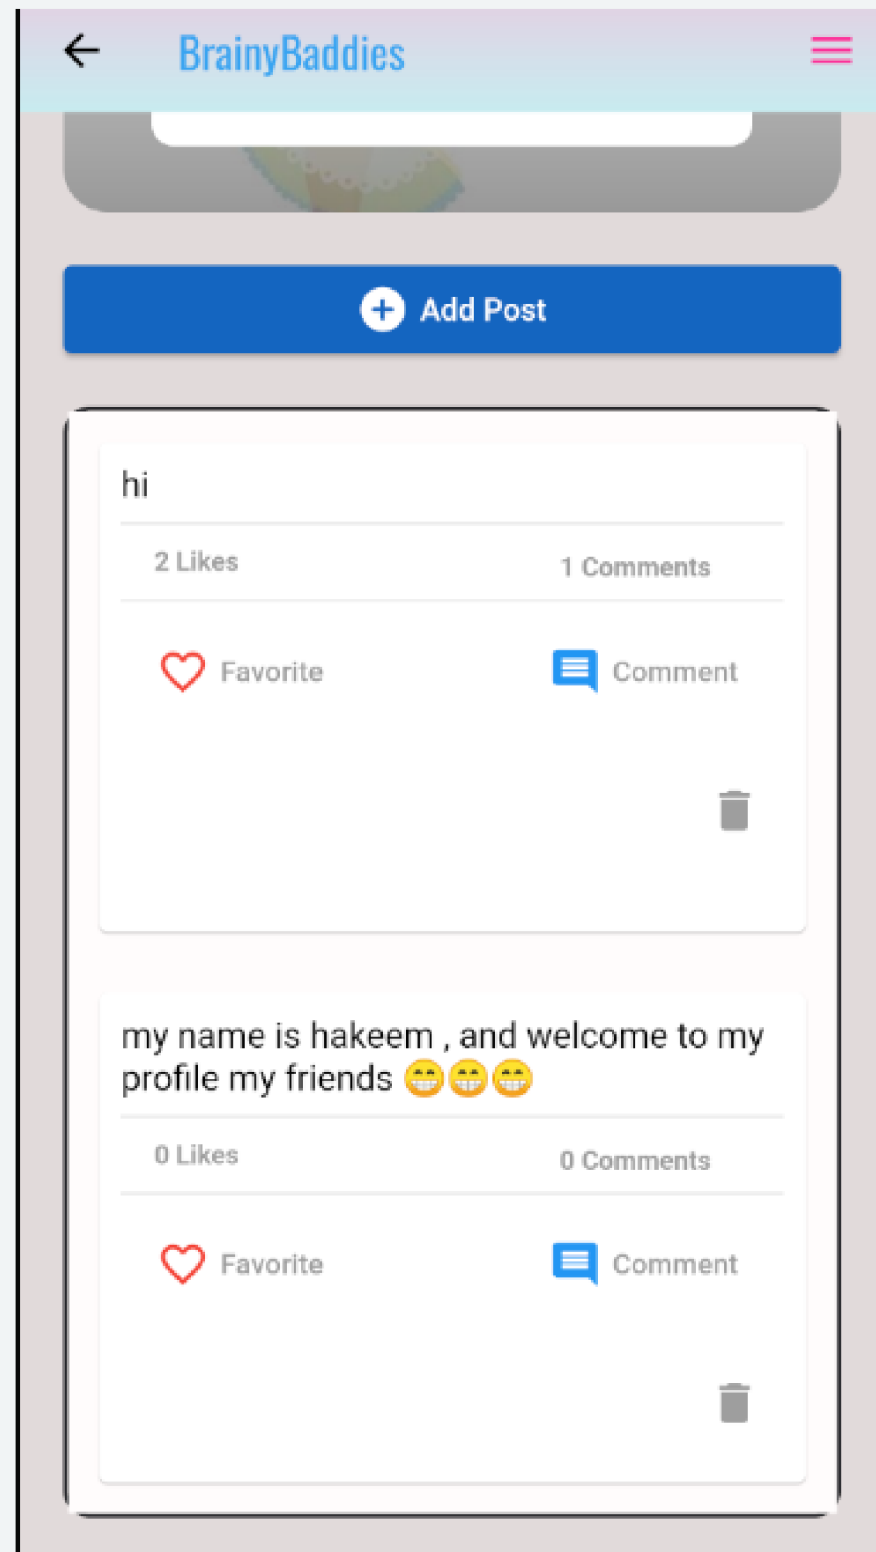 BrainyBaddies
Add Post
hi
2 Likes
1 Comments
Favorite
Comment
my name is hakeem , and welcome to my
profile my friends 😁😁😁
0 Likes
0 Comments
Favorite
Comment